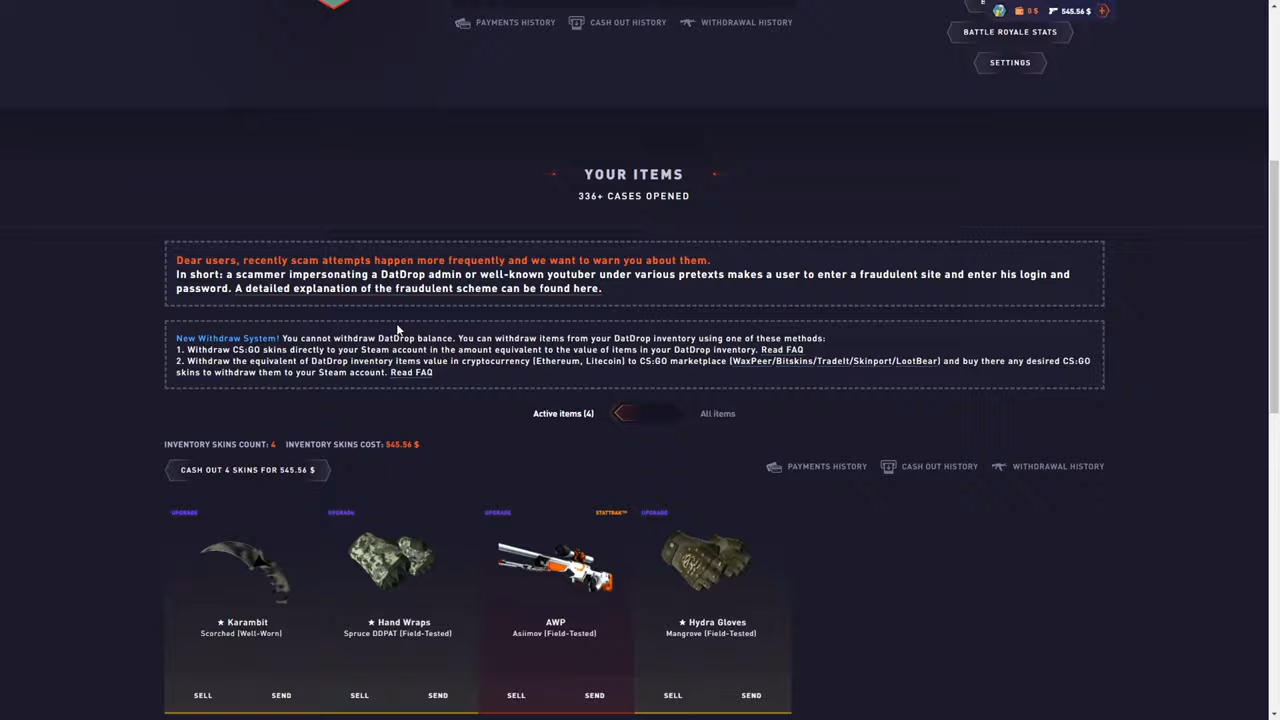 0 $ 545.56 $
PAYMENTS HISTORY CASH OUT HISTORY WITHDRAWAL HISTORY
BATTLE ROYALE STATS
SETTINGS
YOUR ITEMS
336+ CASES OPENED
Dear users, recently scam attempts happen more frequently and we want to warn you about them.
In short: a scammer impersonating a DatDrop admin or well-known youtuber under various pretexts makes a user to enter a fraudulent site and enter his login and
password. A detailed explanation of the fraudulent scheme can be found here.
New Withdraw System! You cannot withdraw DatDrop balance. You can withdraw items from your DatDrop inventory using one of these methods:
1. Withdraw CS:GO skins directly to your Steam account in the amount equivalent to the value of items in your DatDrop inventory. Read FAQ
2. Withdraw the equivalent of DatDrop inventory items value in cryptocurrency (Ethereum, Litecoin) to CS:GO marketplace (WaxPeer/Bitskins/TradeIt/Skinport/LootBear) and buy there any desired CS:GO
skins to withdraw them to your Steam account. Read FAQ
Active items (4) All items
INVENTORY SKINS COUNT: 4 INVENTORY SKINS COST: 545.56 $
CASH OUT 4 SKINS FOR 545.56 $ PAYMENTS HISTORY CASH OUT HISTORY WITHDRAWAL HISTORY
UPGRADE UPGRADE UPGRADE STATTRAK™ UPGRADE
★ Karambit ★ Hand Wraps AWP ★ Hydra Gloves
Scorched (Well-Worn) Spruce DDPAT (Field-Tested) Asiimov (Field-Tested) Mangrove (Field-Tested)
SELL SEND SELL SEND SELL SEND SELL SEND